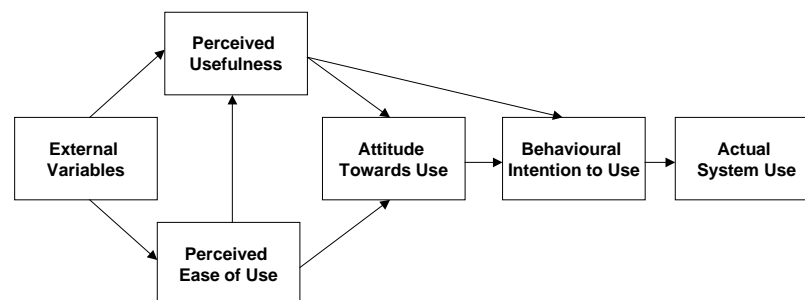 Perceived
Usefulness
External
Variables
Attitude
Towards Use
Behavioural
Intention to Use
Actual
System Use
Perceived
Ease of Use